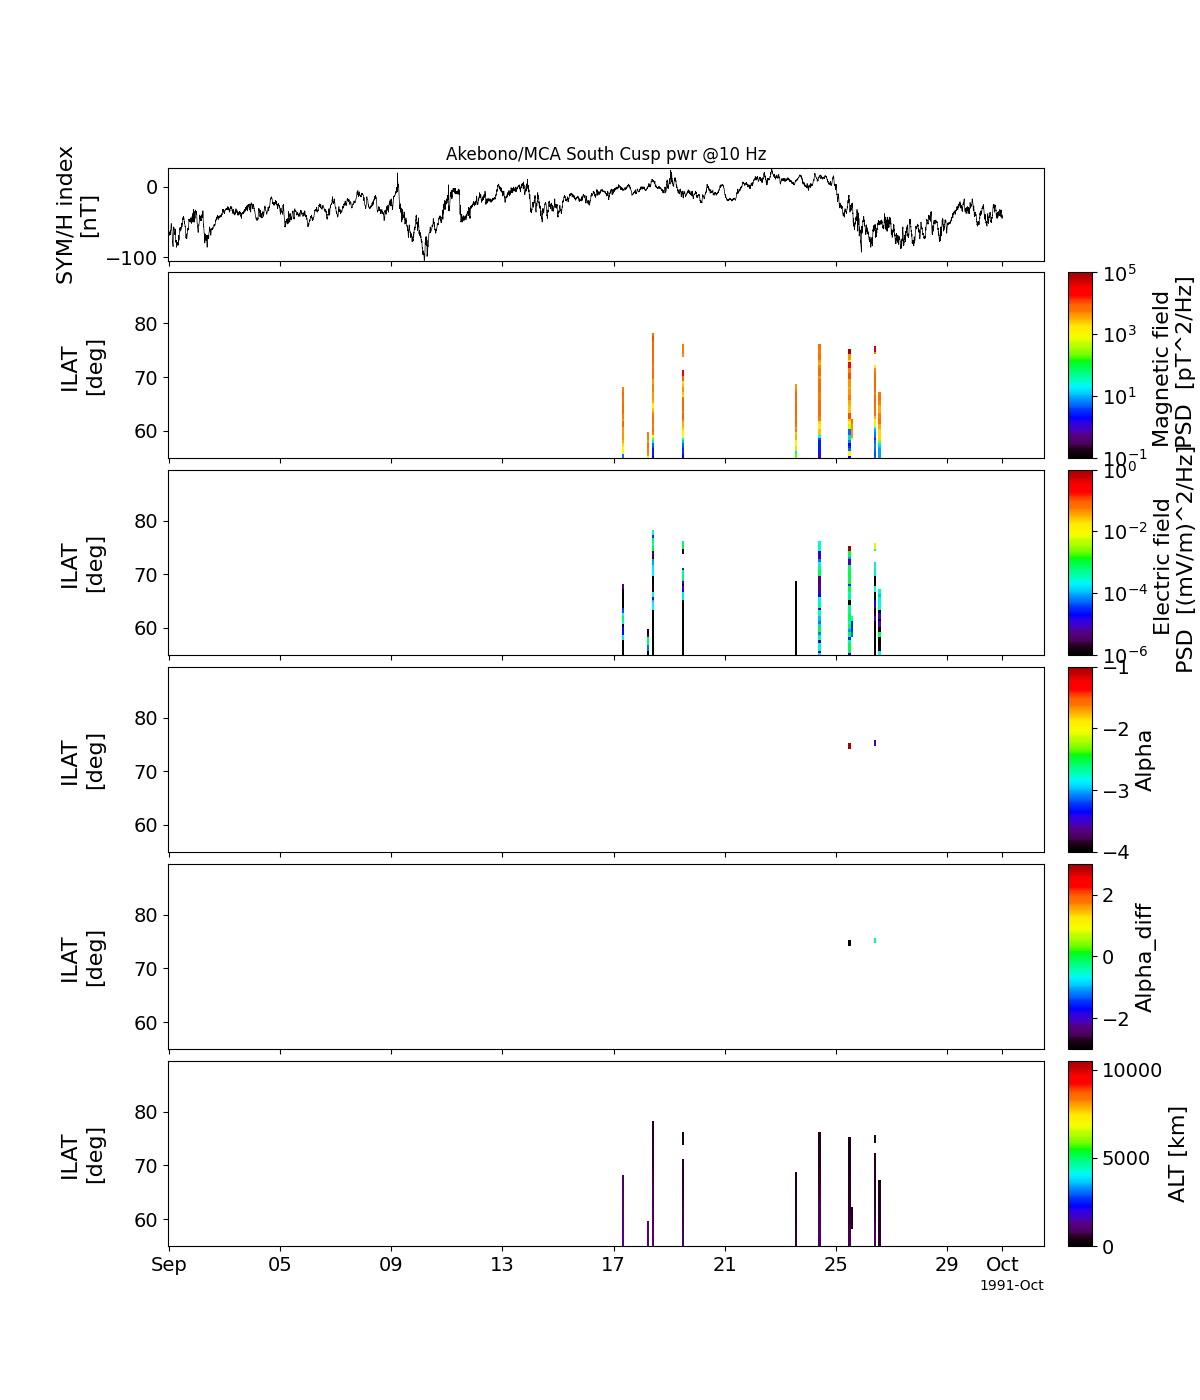 Akebono/MCA South Cusp pwr @10 Hz
SYM/H index
[nT]
0
−100
ILAT
[deg]
80
70
60
10^5
10^3
10^1
10^-1
Magnetic field
PSD [pT^2/Hz]
ILAT
[deg]
80
70
60
10^0
10^-2
10^-4
10^-6
Electric field
PSD [(mV/m)^2/Hz]
ILAT
[deg]
80
70
60
−1
−2
−3
−4
Alpha
ILAT
[deg]
80
70
60
2
0
−2
Alpha_diff
ILAT
[deg]
80
70
60
10000
5000
0
ALT [km]
Sep 05 09 13 17 21 25 29 Oct
1991-Oct